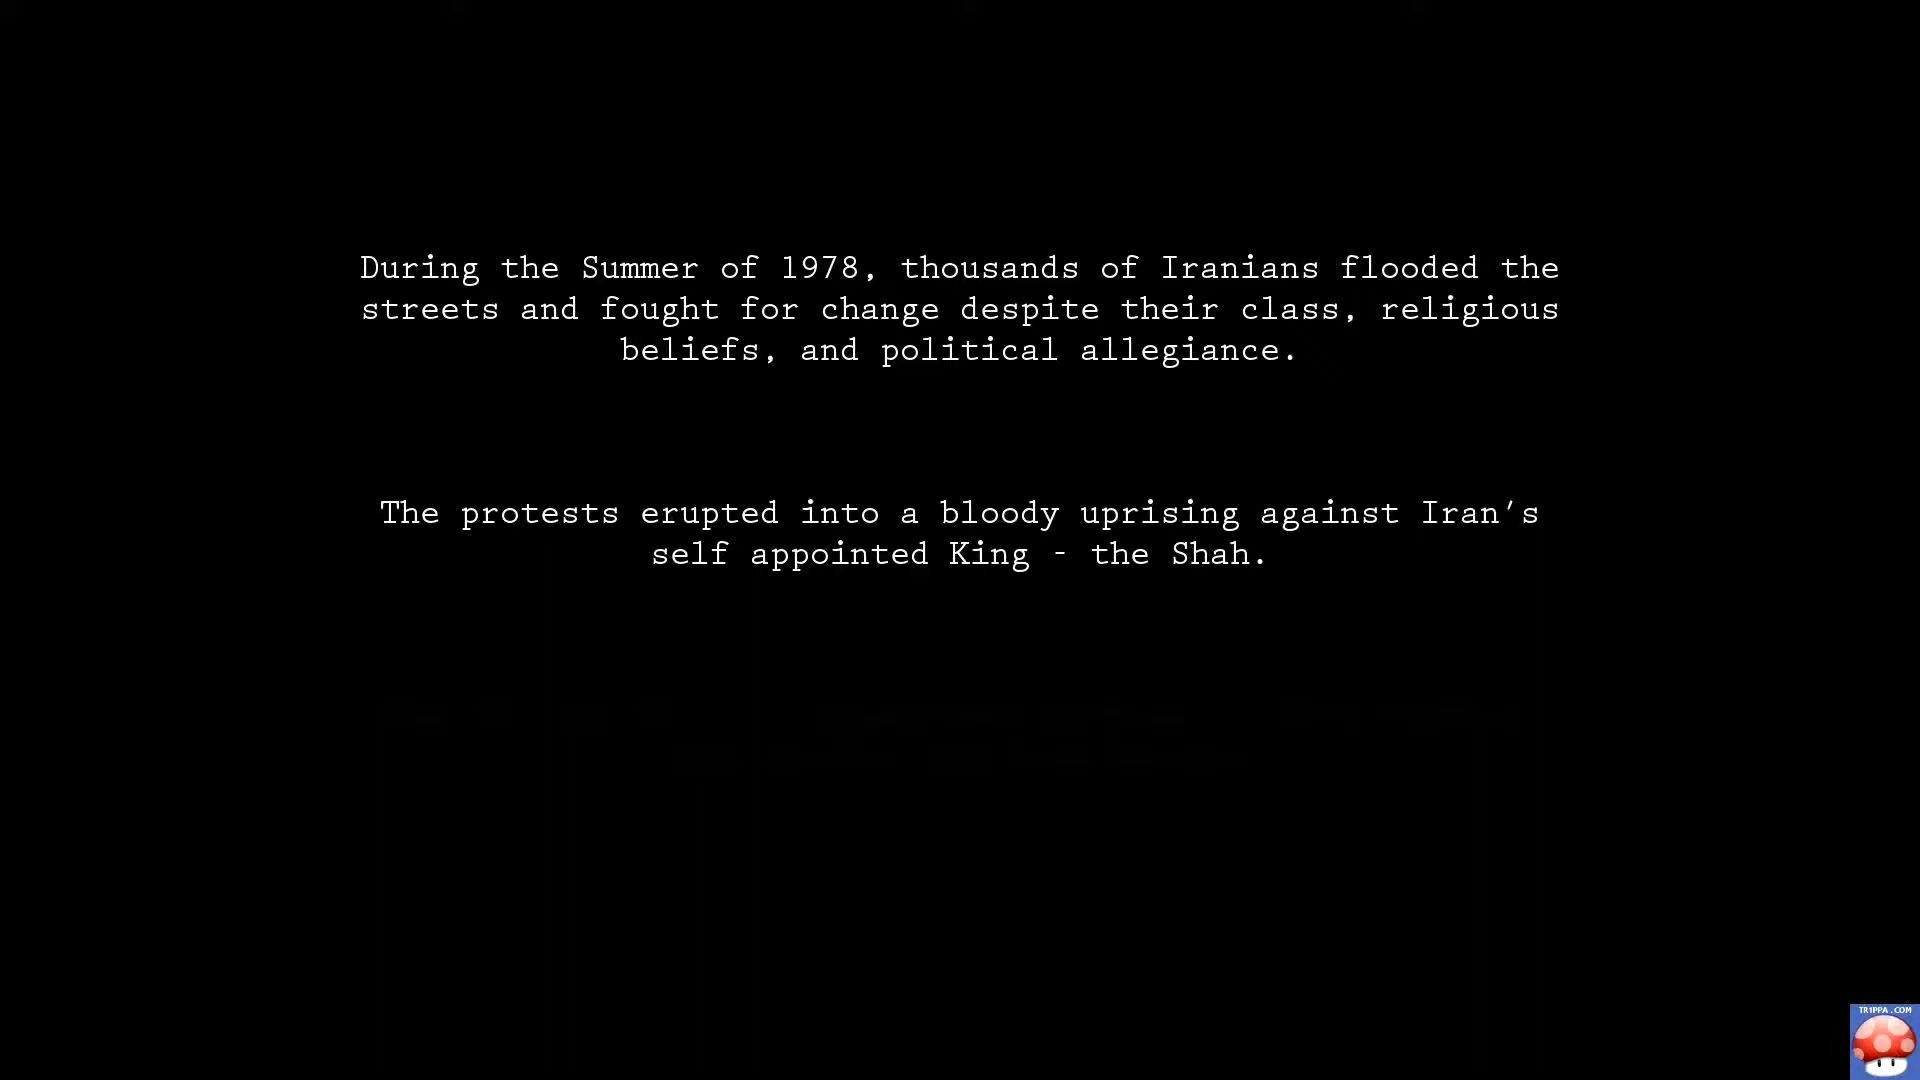 During the Summer of 1978, thousands of Iranians flooded the
streets and fought for change despite their class, religious
beliefs, and political allegiance.
The protests erupted into a bloody uprising against Iran's
self appointed King - the Shah.
TR1PPA.COM